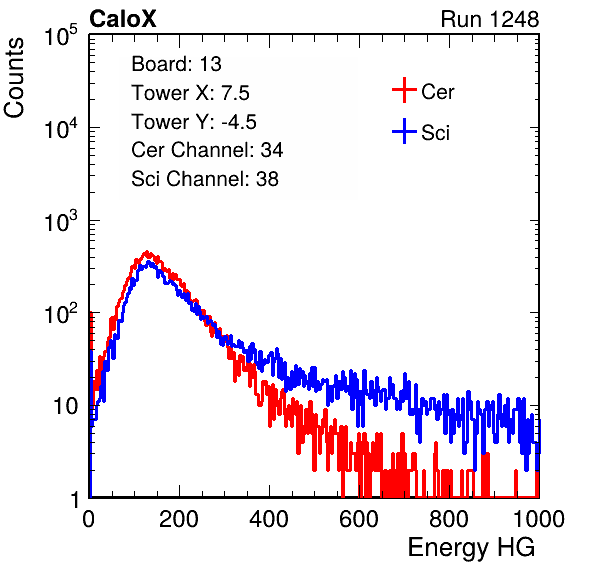 CaloX Run 1248
Counts
Board: 13
Tower X: 7.5
Tower Y: -4.5
Cer Channel: 34
Sci Channel: 38
Cer
Sci
10^5
10^4
10^3
10^2
10
1
0 200 400 600 800 1000
Energy HG